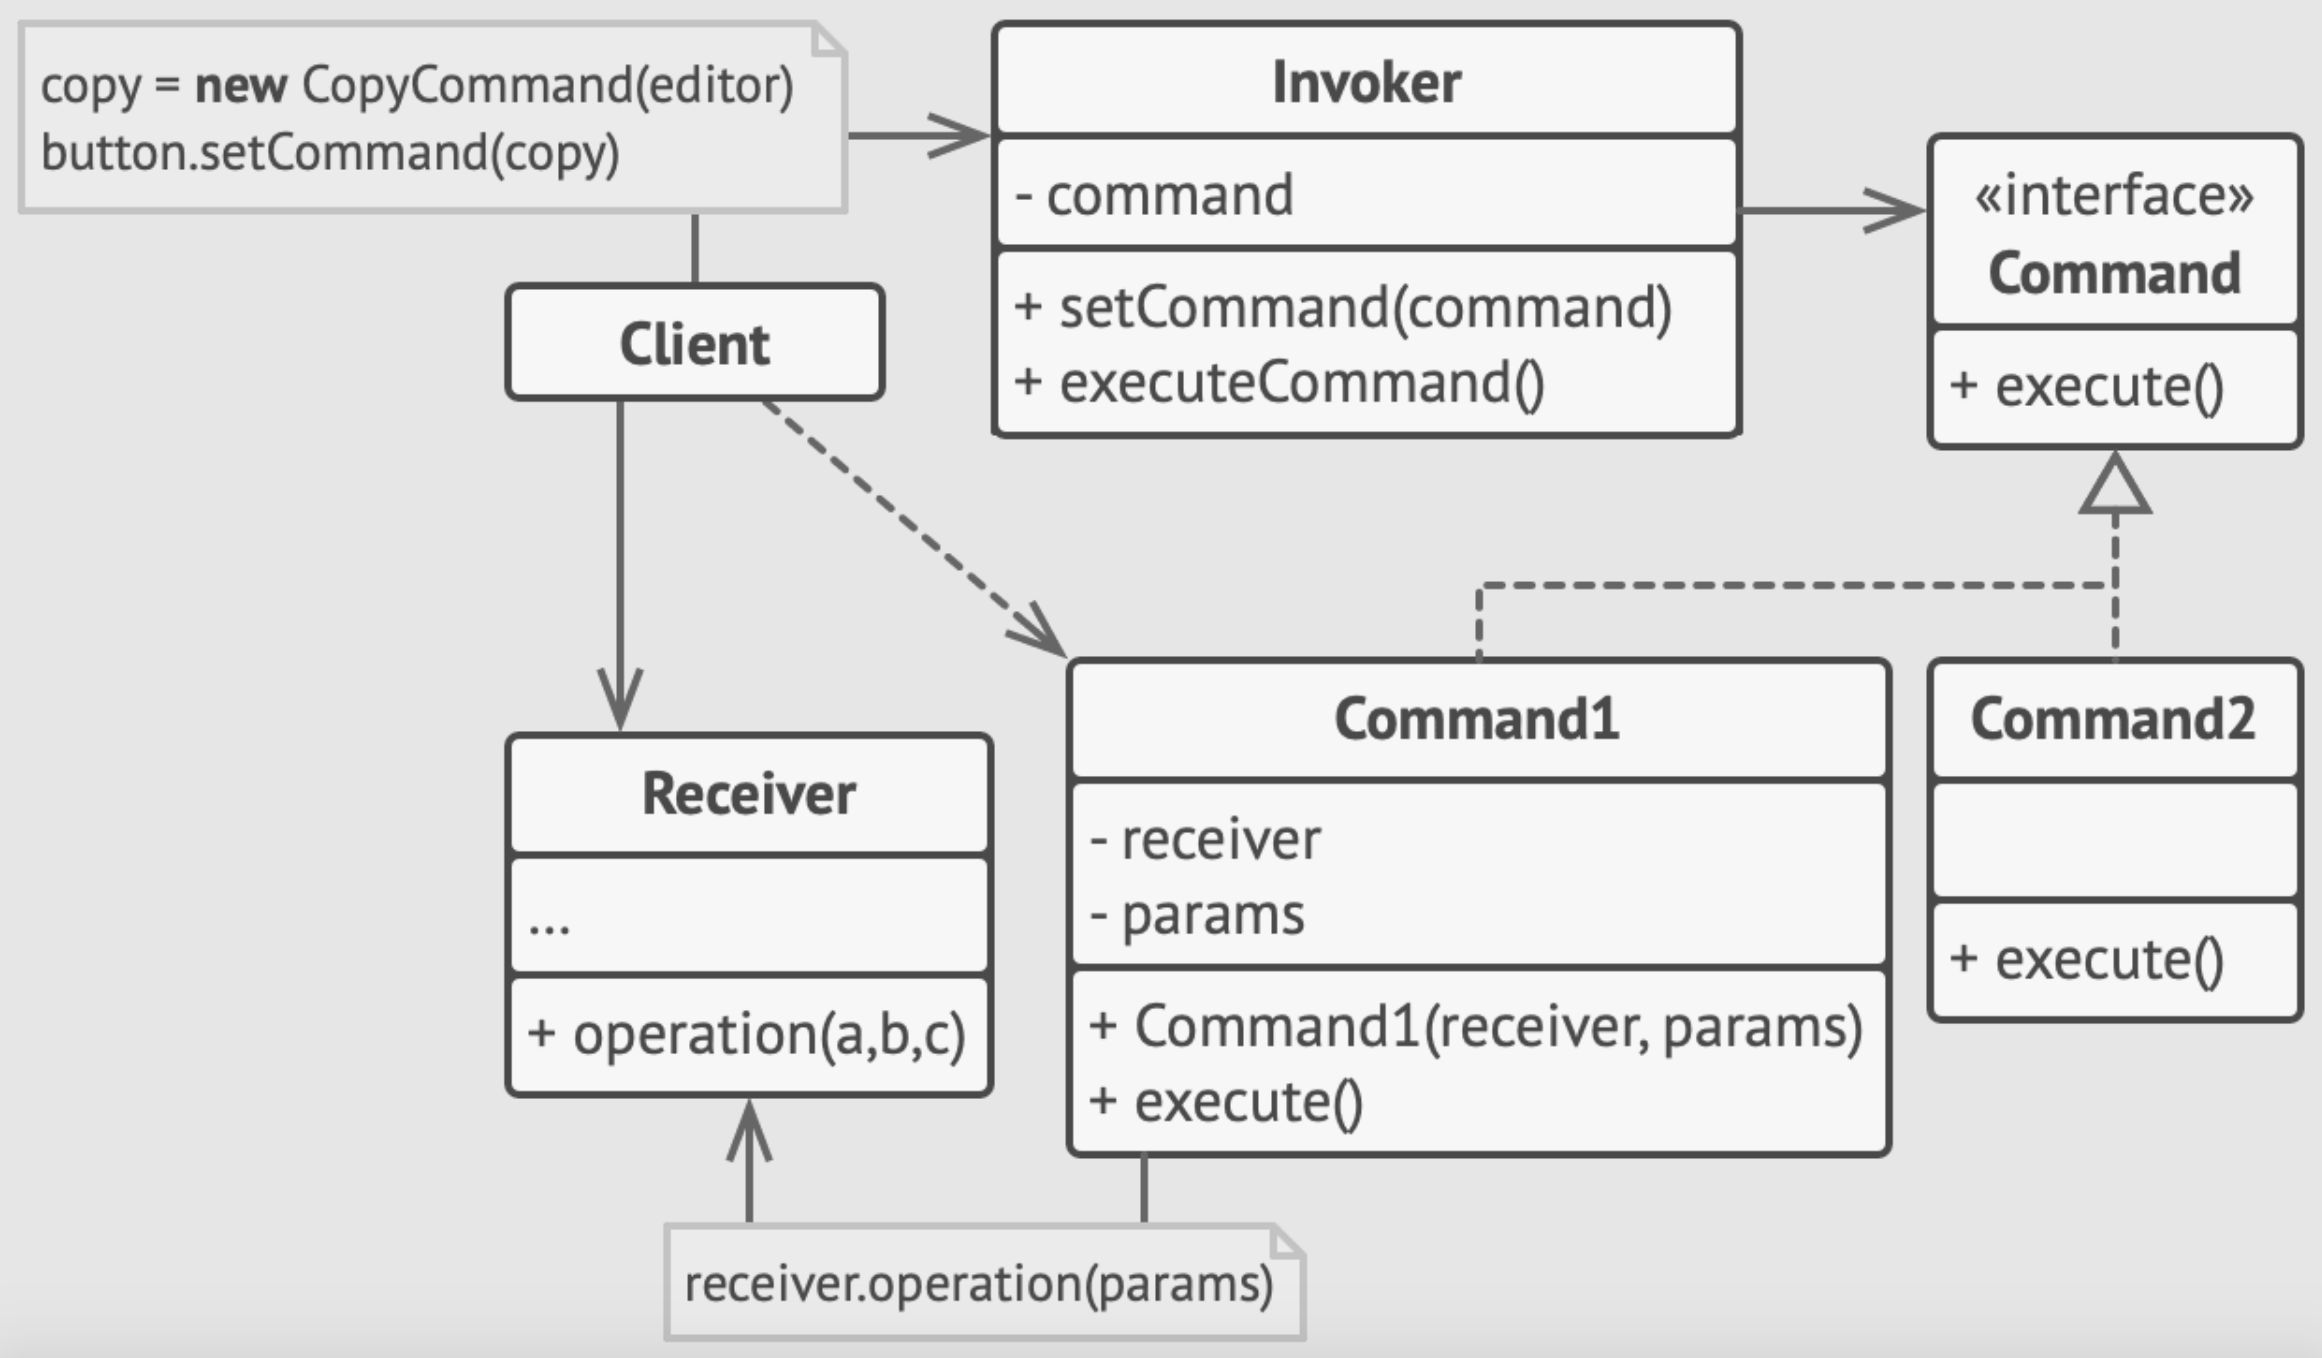 copy = new CopyCommand(editor)
button.setCommand(copy)
Invoker
- command
+ setCommand(command)
+ executeCommand()
«interface»
Command
+ execute()
Client
Receiver
...
+ operation(a,b,c)
Command1
- receiver
- params
+ Command1(receiver, params)
+ execute()
Command2
+ execute()
receiver.operation(params)